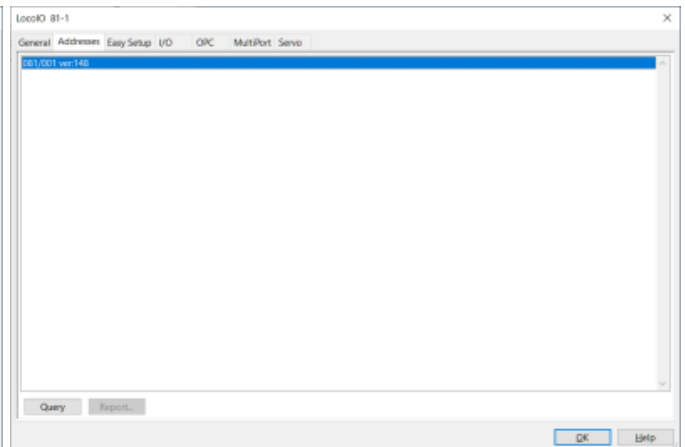 LocoIO 81-1
General Addresses Easy Setup I/O OPC MultiPort Servo
081/001 ver:148
Query Report...
OK Help